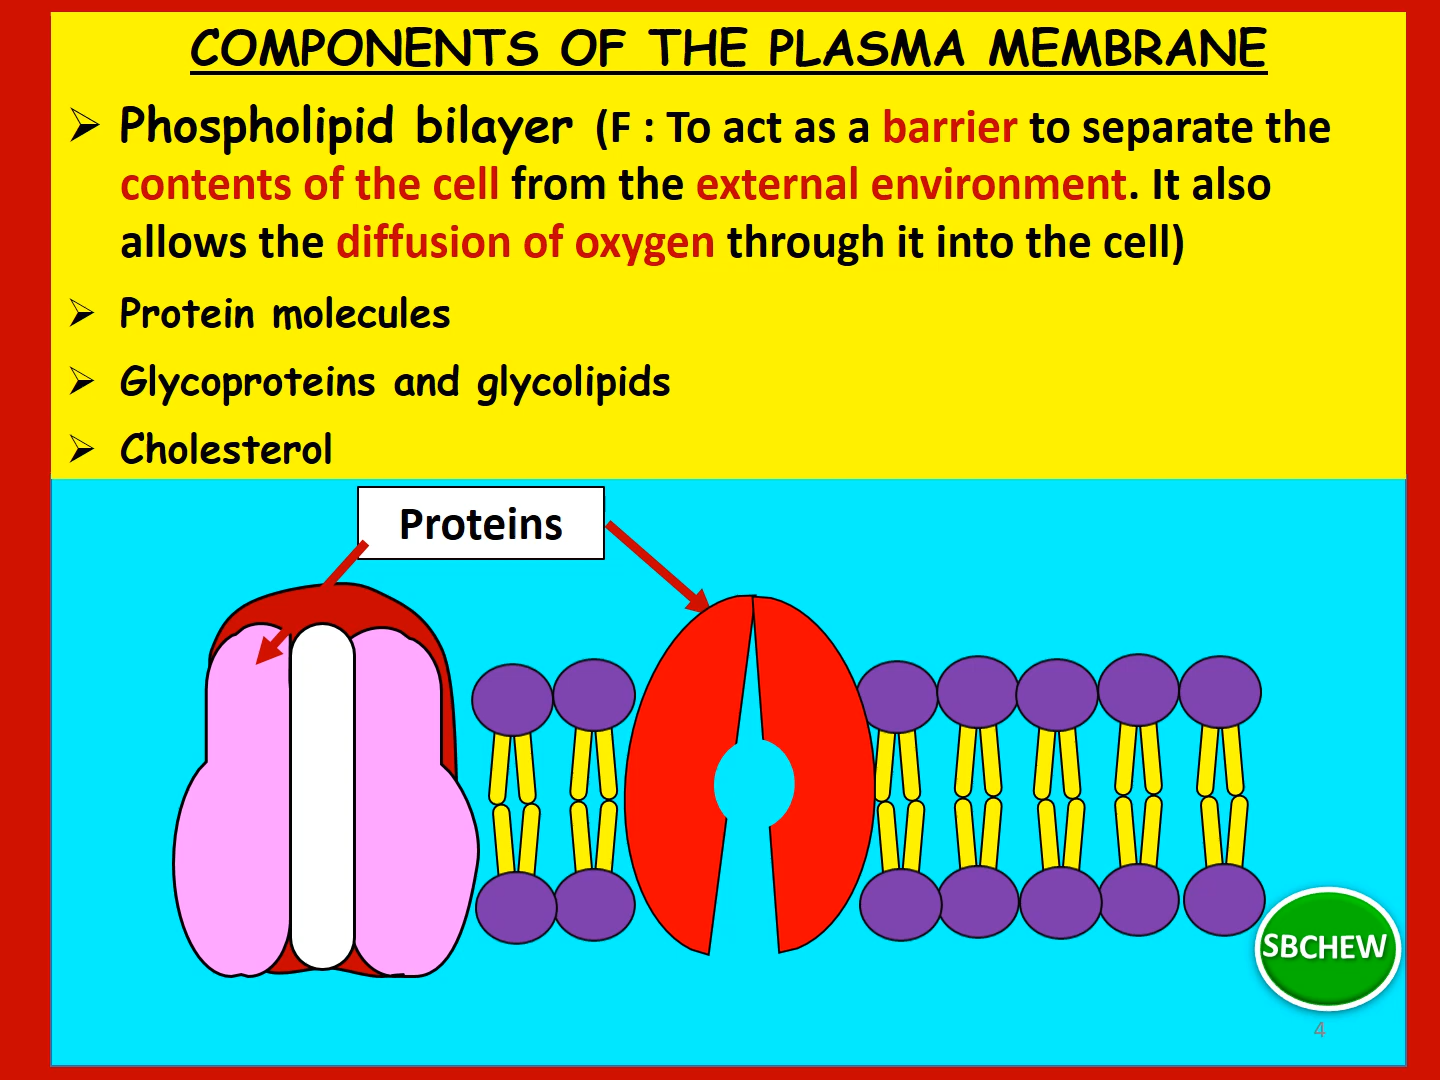 COMPONENTS OF THE PLASMA MEMBRANE
➢ Phospholipid bilayer (F : To act as a barrier to separate the
contents of the cell from the external environment. It also
allows the diffusion of oxygen through it into the cell)
➢ Protein molecules
➢ Glycoproteins and glycolipids
➢ Cholesterol
Proteins
SBCHEW
4